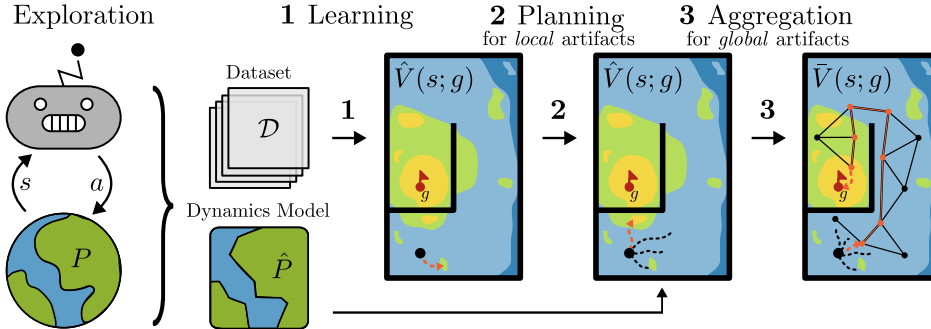 Exploration
s
a
P
Dataset
𝒟
Dynamics Model
P̂
1 Learning
1
V̂(s; g)
g
2 Planning
for local artifacts
2
V̂(s; g)
g
3 Aggregation
for global artifacts
3
V̄(s; g)
g